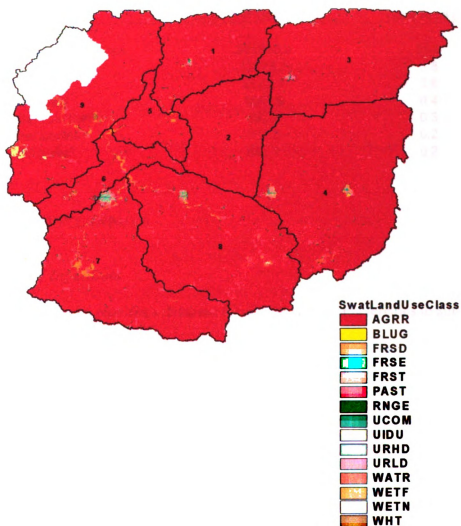 1
3
9
5
2
6
4
7
8
SwatLandUseClass
AGRR
BLUG
FRSD
FRSE
FRST
PAST
RNGE
UCOM
UIDU
URHD
URLD
WATR
WETF
WETN
WHT